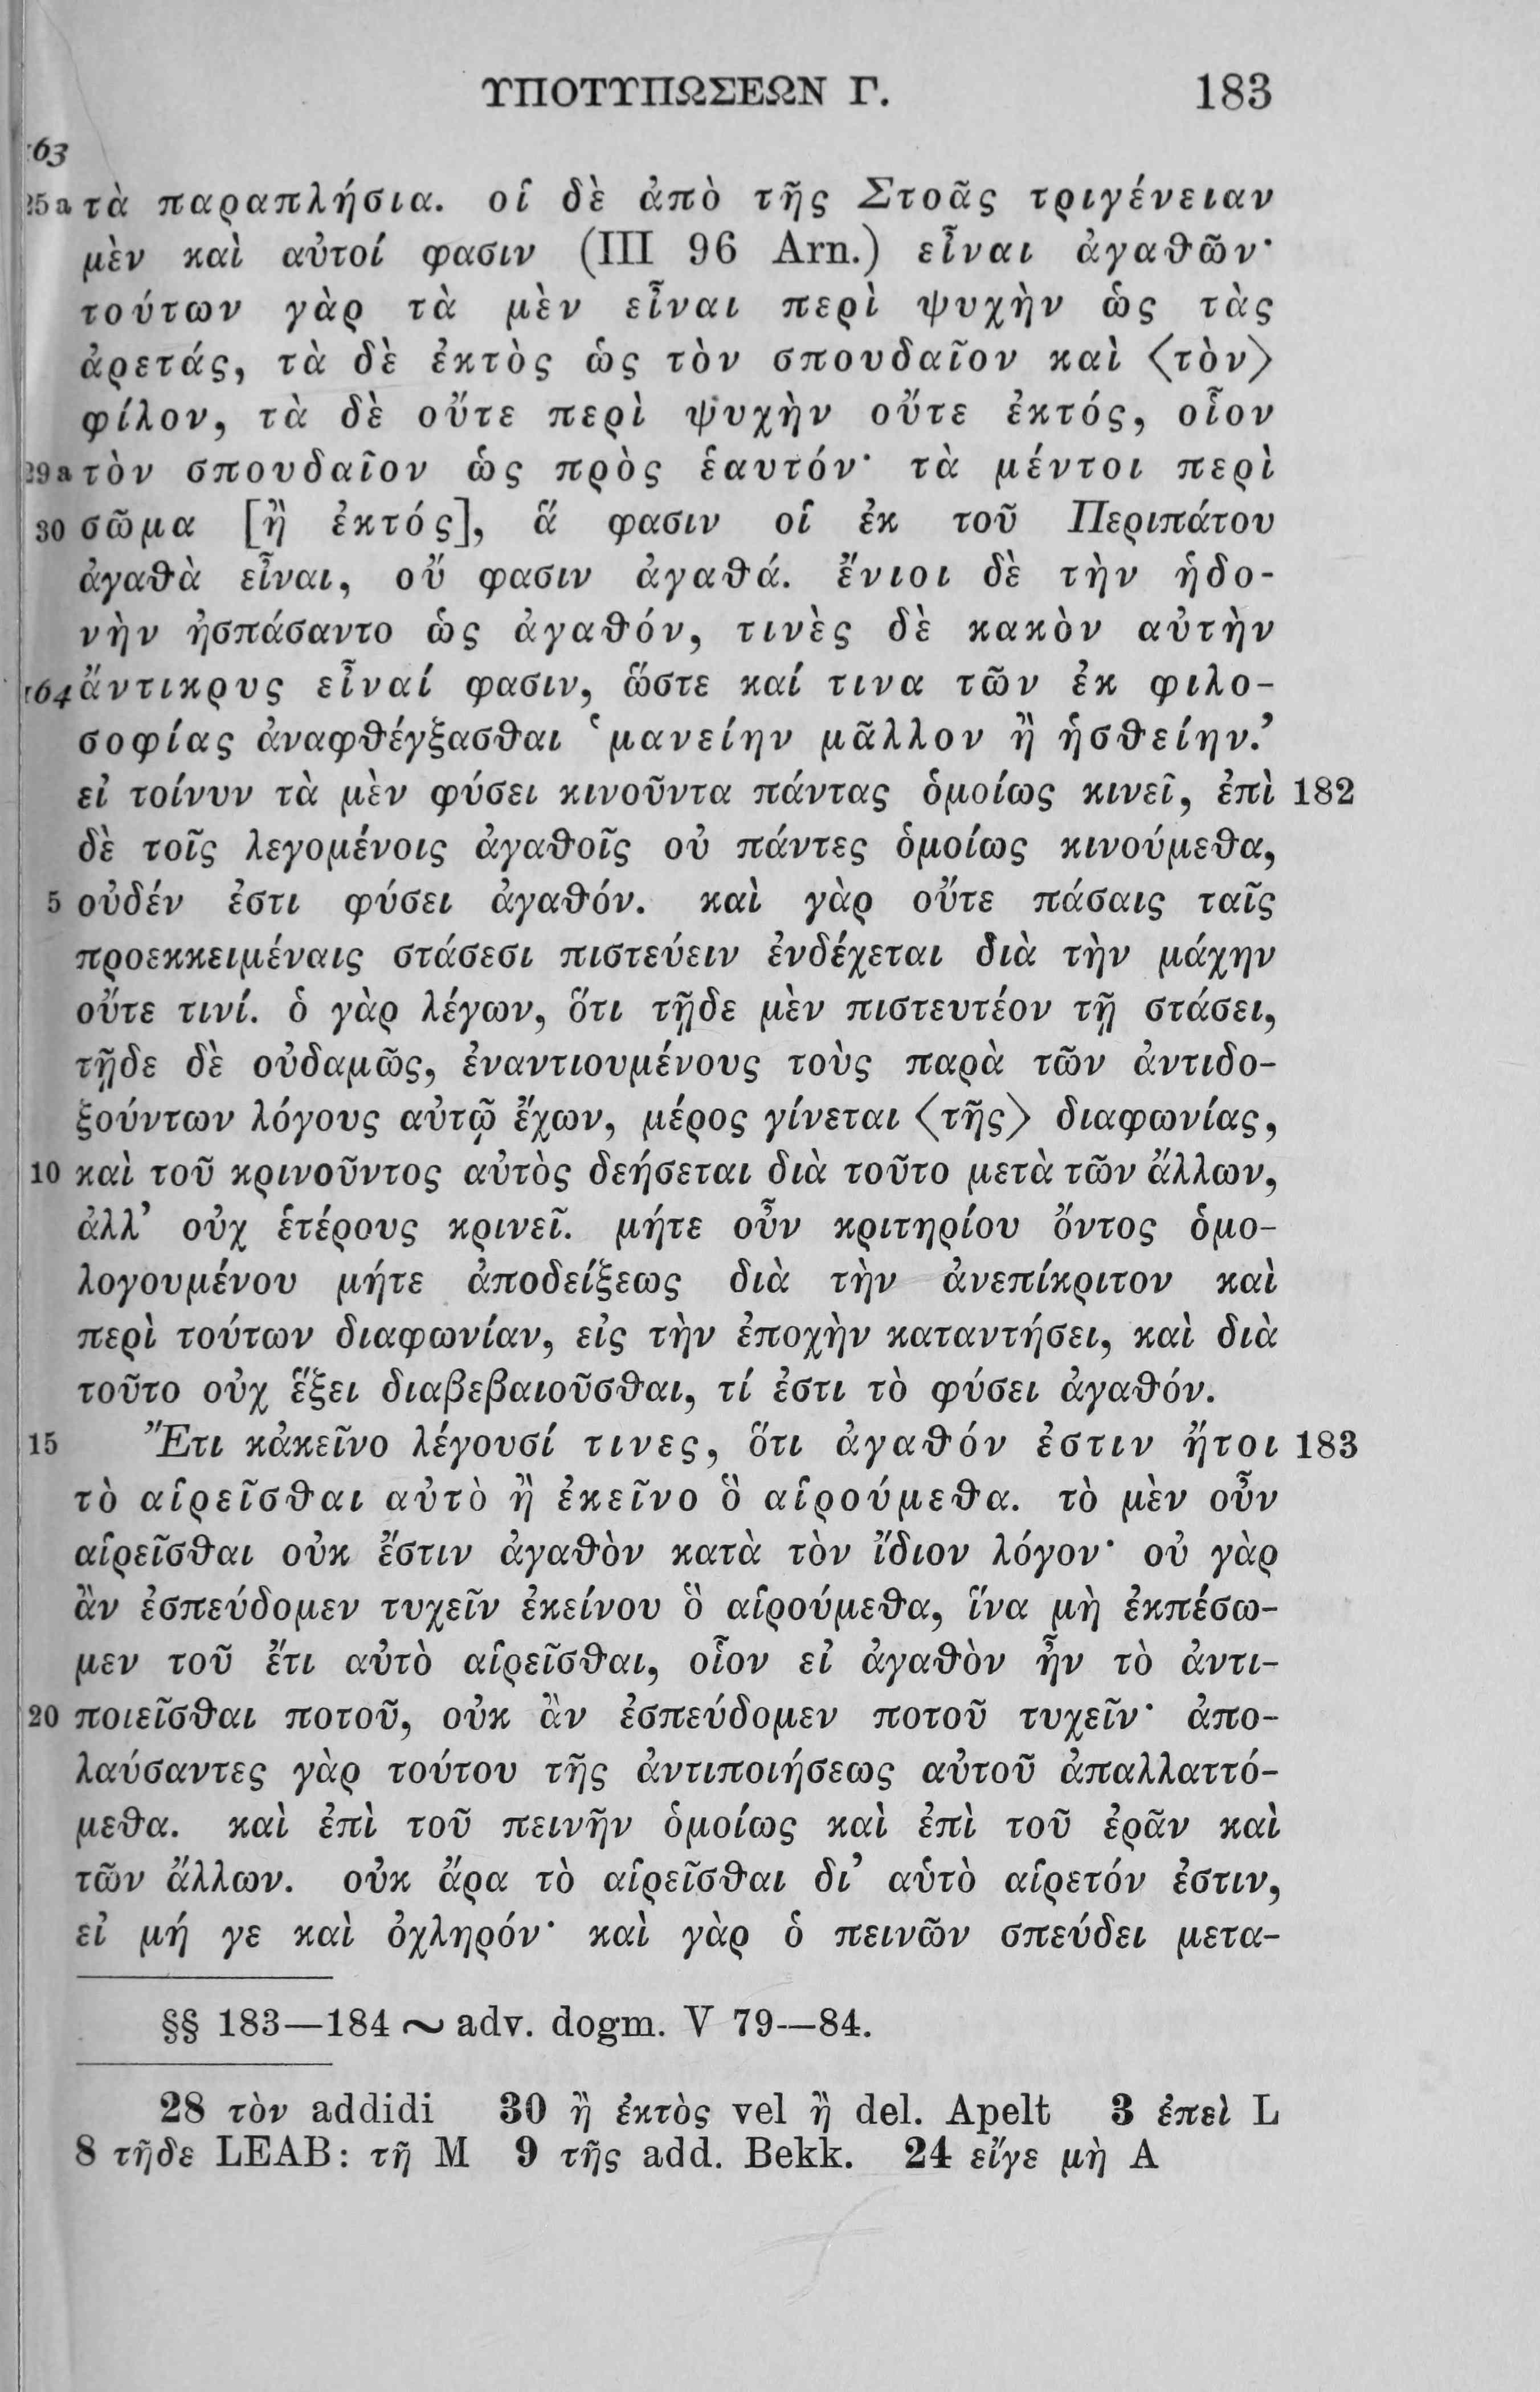 ΥΠΟΤΥΠΩΣΕΩΝ Γ. 183
163
25a τὰ παραπλήσια. οἱ δὲ ἀπὸ τῆς Στοᾶς τριγένειαν
μὲν καὶ αὐτοί φασιν (III 96 Arn.) εἶναι ἀγαθῶν·
τούτων γὰρ τὰ μὲν εἶναι περὶ ψυχὴν ὡς τὰς
ἀρετάς, τὰ δὲ ἐκτὸς ὡς τὸν σπουδαῖον καὶ ⟨τὸν⟩
φίλον, τὰ δὲ οὔτε περὶ ψυχὴν οὔτε ἐκτός, οἷον
29a τὸν σπουδαῖον ὡς πρὸς ἑαυτόν· τὰ μέντοι περὶ
30 σῶμα [ἢ ἐκτός], ἅ φασιν οἱ ἐκ τοῦ Περιπάτου
ἀγαθὰ εἶναι, οὔ φασιν ἀγαθά. ἔνιοι δὲ τὴν ἡδο-
νὴν ἠσπάσαντο ὡς ἀγαθόν, τινὲς δὲ κακὸν αὐτὴν
164 ἄντικρυς εἶναί φασιν, ὥστε καί τινα τῶν ἐκ φιλο-
σοφίας ἀναφθέγξασθαι ‘μανείην μᾶλλον ἢ ἡσθείην.’
εἰ τοίνυν τὰ μὲν φύσει κινοῦντα πάντας ὁμοίως κινεῖ, ἐπὶ 182
δὲ τοῖς λεγομένοις ἀγαθοῖς οὐ πάντες ὁμοίως κινούμεθα,
5 οὐδέν ἐστι φύσει ἀγαθόν. καὶ γὰρ οὔτε πάσαις ταῖς
προεκκειμέναις στάσεσι πιστεύειν ἐνδέχεται διὰ τὴν μάχην
οὔτε τινί. ὁ γὰρ λέγων, ὅτι τῇδε μὲν πιστευτέον τῇ στάσει,
τῇδε δὲ οὐδαμῶς, ἐναντιουμένους τοὺς παρὰ τῶν ἀντιδο-
ξούντων λόγους αὐτῷ ἔχων, μέρος γίνεται ⟨τῆς⟩ διαφωνίας,
10 καὶ τοῦ κρινοῦντος αὐτὸς δεήσεται διὰ τοῦτο μετὰ τῶν ἄλλων,
ἀλλ’ οὐχ ἑτέρους κρινεῖ. μήτε οὖν κριτηρίου ὄντος ὁμο-
λογουμένου μήτε ἀποδείξεως διὰ τὴν ἀνεπίκριτον καὶ
περὶ τούτων διαφωνίαν, εἰς τὴν ἐποχὴν καταντήσει, καὶ διὰ
τοῦτο οὐχ ἕξει διαβεβαιοῦσθαι, τί ἐστι τὸ φύσει ἀγαθόν.
15 Ἔτι κἀκεῖνο λέγουσί τινες, ὅτι ἀγαθόν ἐστιν ἤτοι 183
τὸ αἱρεῖσθαι αὐτὸ ἢ ἐκεῖνο ὃ αἱρούμεθα. τὸ μὲν οὖν
αἱρεῖσθαι οὐκ ἔστιν ἀγαθὸν κατὰ τὸν ἴδιον λόγον· οὐ γὰρ
ἂν ἐσπεύδομεν τυχεῖν ἐκείνου ὃ αἱρούμεθα, ἵνα μὴ ἐκπέσω-
μεν τοῦ ἔτι αὐτὸ αἱρεῖσθαι, οἷον εἰ ἀγαθὸν ἦν τὸ ἀντι-
20 ποιεῖσθαι ποτοῦ, οὐκ ἂν ἐσπεύδομεν ποτοῦ τυχεῖν· ἀπο-
λαύσαντες γὰρ τούτου τῆς ἀντιποιήσεως αὐτοῦ ἀπαλλαττό-
μεθα. καὶ ἐπὶ τοῦ πεινῆν ὁμοίως καὶ ἐπὶ τοῦ ἐρᾶν καὶ
τῶν ἄλλων. οὐκ ἄρα τὸ αἱρεῖσθαι δι’ αὑτὸ αἱρετόν ἐστιν,
εἰ μή γε καὶ ὀχληρόν· καὶ γὰρ ὁ πεινῶν σπεύδει μετα-
§§ 183—184 ∼ adv. dogm. V 79—84.
28 τὸν addidi 30 ἢ ἐκτὸς vel ἢ del. Apelt 3 ἐπεὶ L
8 τῆδε LEAB: τῆ M 9 τῆς add. Bekk. 24 εἴγε μὴ A